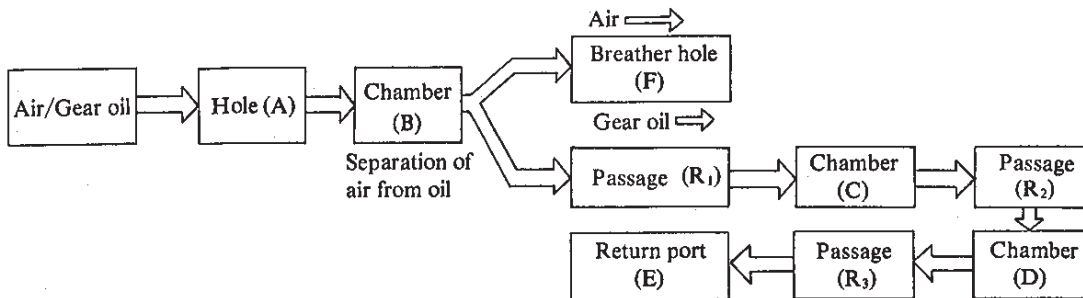 Air
Breather hole
(F)
Air/Gear oil
Hole (A)
Chamber
(B)
Gear oil
Separation of
air from oil
Passage (R₁)
Chamber
(C)
Passage
(R₂)
Return port
(E)
Passage
(R₃)
Chamber
(D)